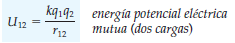 U₁₂ = kq₁q₂ / r₁₂
energía potencial eléctrica
mutua (dos cargas)